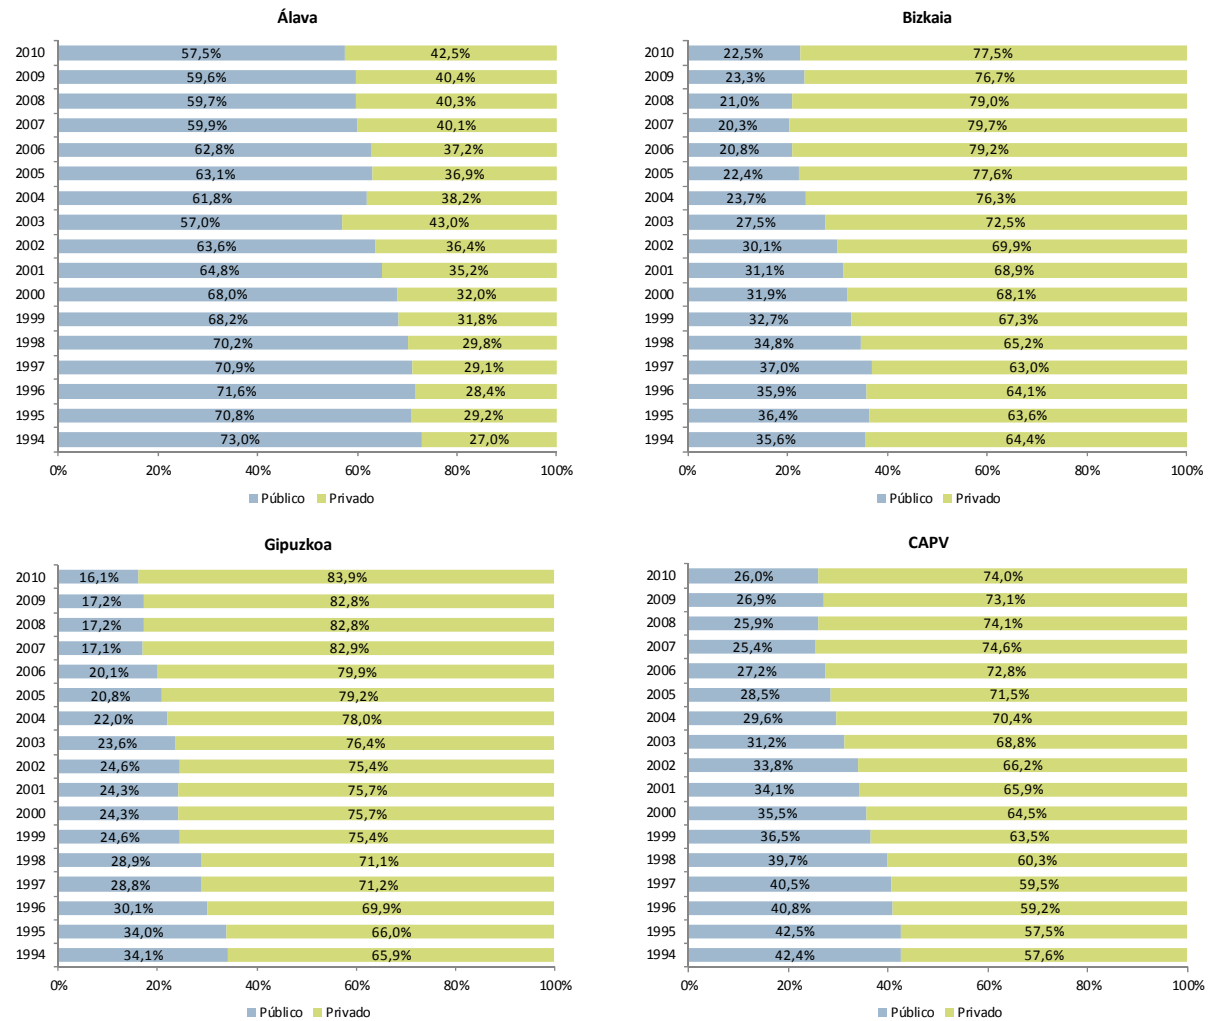 Álava
2010 57,5% 42,5%
2009 59,6% 40,4%
2008 59,7% 40,3%
2007 59,9% 40,1%
2006 62,8% 37,2%
2005 63,1% 36,9%
2004 61,8% 38,2%
2003 57,0% 43,0%
2002 63,6% 36,4%
2001 64,8% 35,2%
2000 68,0% 32,0%
1999 68,2% 31,8%
1998 70,2% 29,8%
1997 70,9% 29,1%
1996 71,6% 28,4%
1995 70,8% 29,2%
1994 73,0% 27,0%
0% 20% 40% 60% 80% 100%
Público Privado
Bizkaia
2010 22,5% 77,5%
2009 23,3% 76,7%
2008 21,0% 79,0%
2007 20,3% 79,7%
2006 20,8% 79,2%
2005 22,4% 77,6%
2004 23,7% 76,3%
2003 27,5% 72,5%
2002 30,1% 69,9%
2001 31,1% 68,9%
2000 31,9% 68,1%
1999 32,7% 67,3%
1998 34,8% 65,2%
1997 37,0% 63,0%
1996 35,9% 64,1%
1995 36,4% 63,6%
1994 35,6% 64,4%
0% 20% 40% 60% 80% 100%
Público Privado
Gipuzkoa
2010 16,1% 83,9%
2009 17,2% 82,8%
2008 17,2% 82,8%
2007 17,1% 82,9%
2006 20,1% 79,9%
2005 20,8% 79,2%
2004 22,0% 78,0%
2003 23,6% 76,4%
2002 24,6% 75,4%
2001 24,3% 75,7%
2000 24,3% 75,7%
1999 24,6% 75,4%
1998 28,9% 71,1%
1997 28,8% 71,2%
1996 30,1% 69,9%
1995 34,0% 66,0%
1994 34,1% 65,9%
0% 20% 40% 60% 80% 100%
Público Privado
CAPV
2010 26,0% 74,0%
2009 26,9% 73,1%
2008 25,9% 74,1%
2007 25,4% 74,6%
2006 27,2% 72,8%
2005 28,5% 71,5%
2004 29,6% 70,4%
2003 31,2% 68,8%
2002 33,8% 66,2%
2001 34,1% 65,9%
2000 35,5% 64,5%
1999 36,5% 63,5%
1998 39,7% 60,3%
1997 40,5% 59,5%
1996 40,8% 59,2%
1995 42,5% 57,5%
1994 42,4% 57,6%
0% 20% 40% 60% 80% 100%
Público Privado